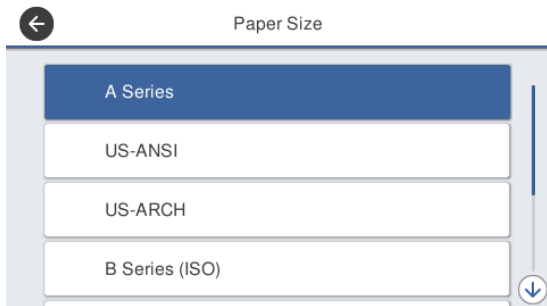 Paper Size
A Series
US-ANSI
US-ARCH
B Series (ISO)